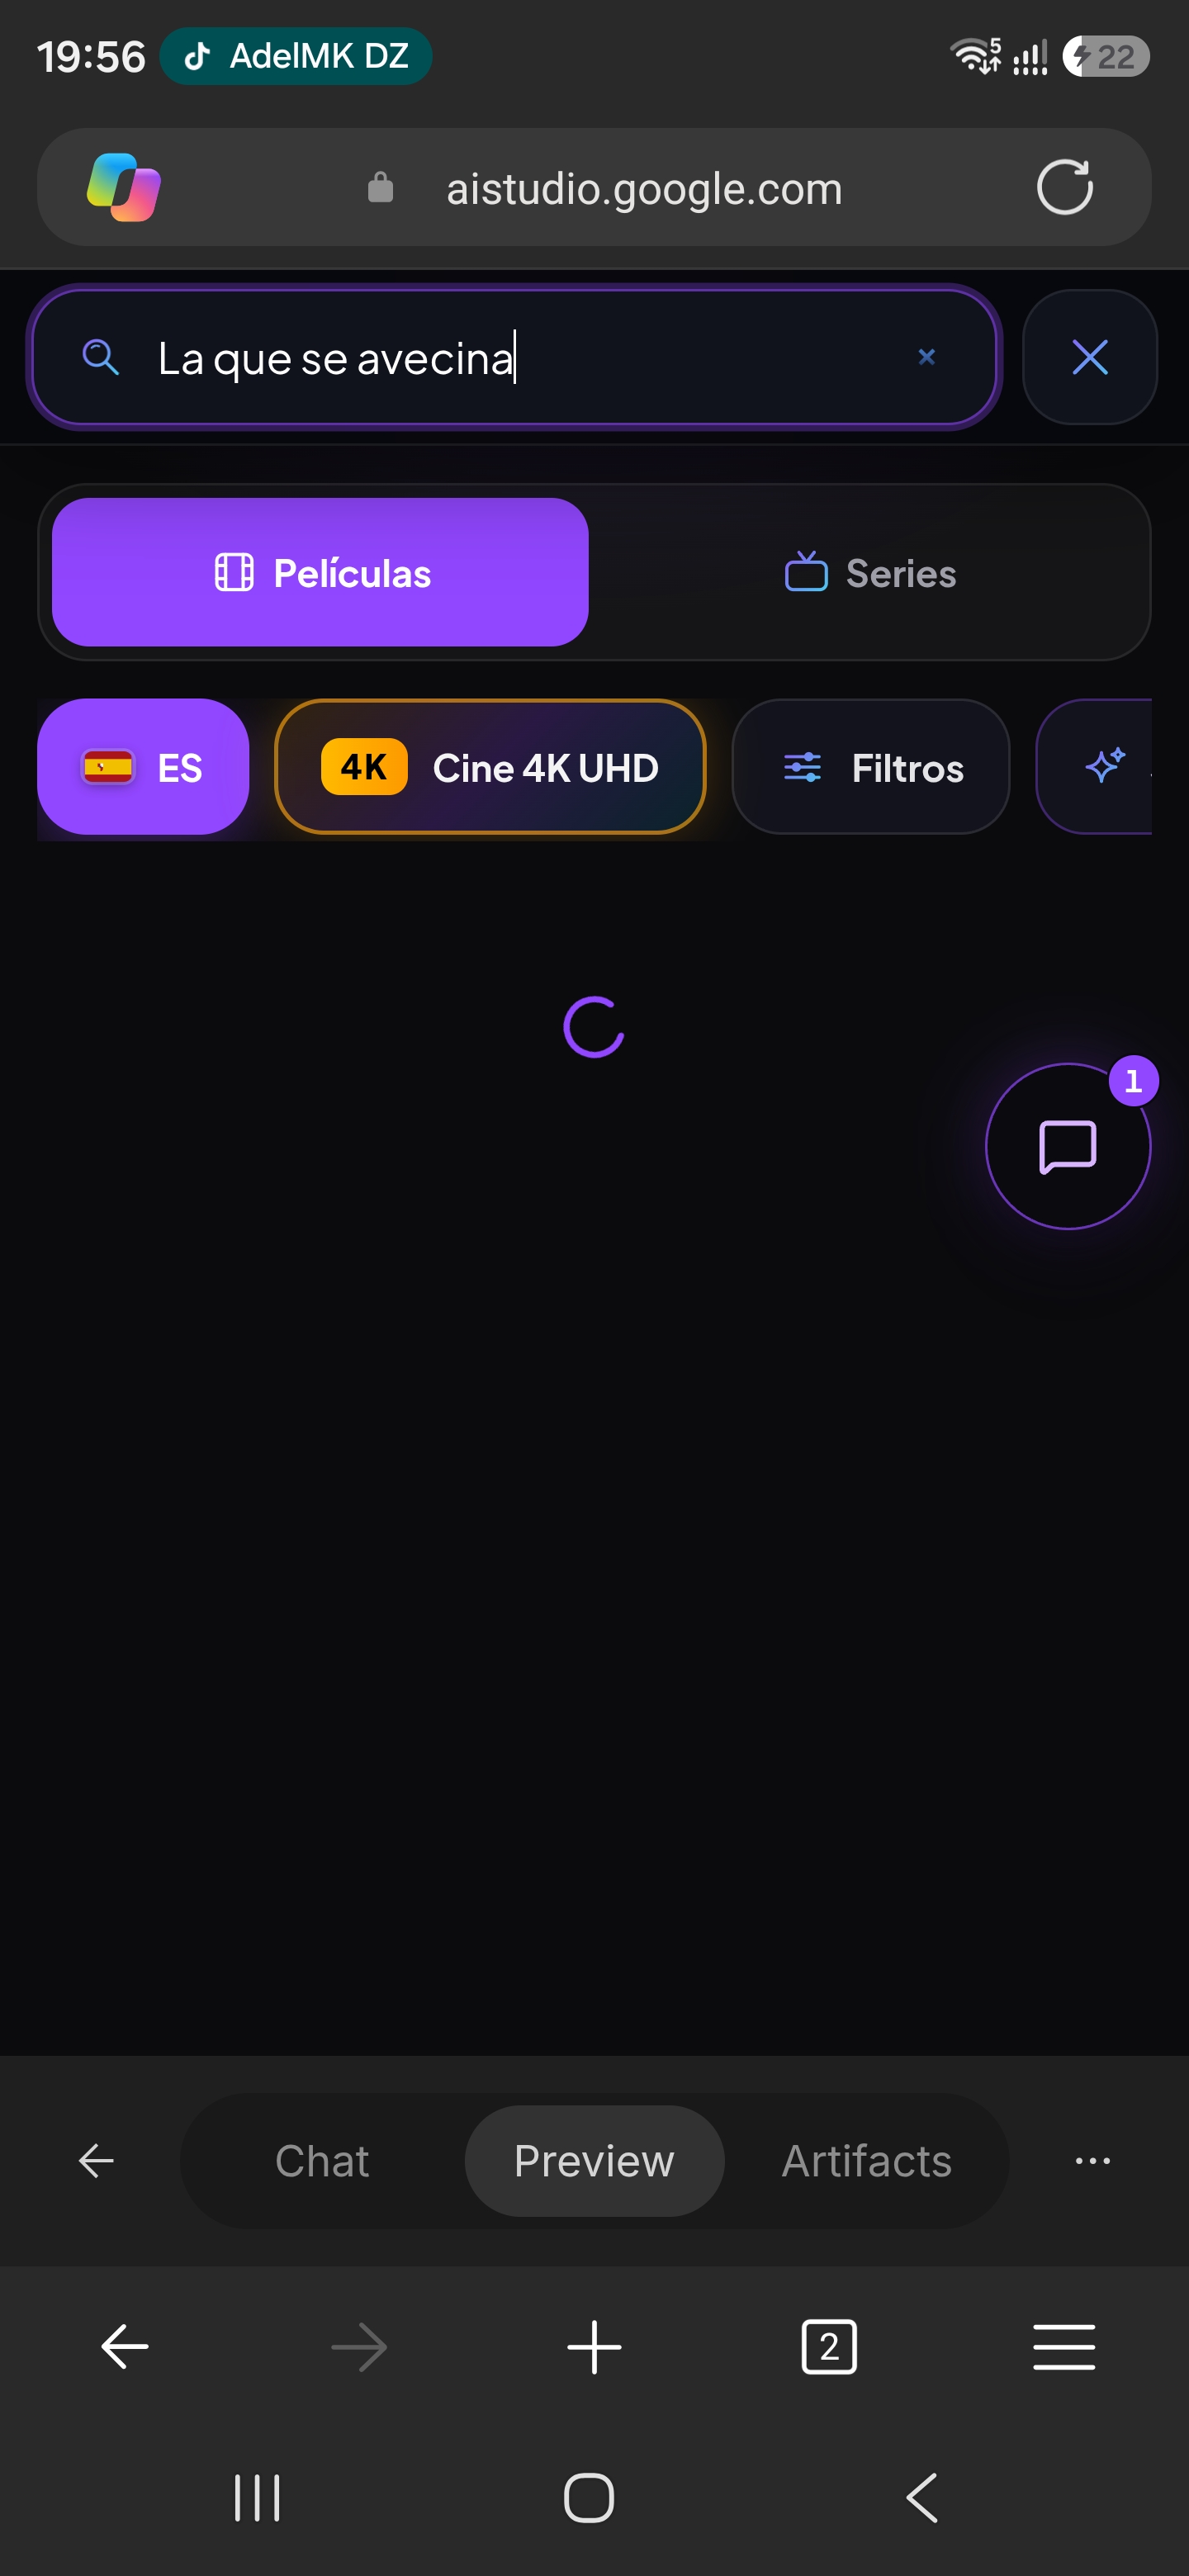 19:56 AdelMK DZ 5 22
aistudio.google.com
La que se avecina
Películas Series
ES 4K Cine 4K UHD Filtros
1
Chat Preview Artifacts
2